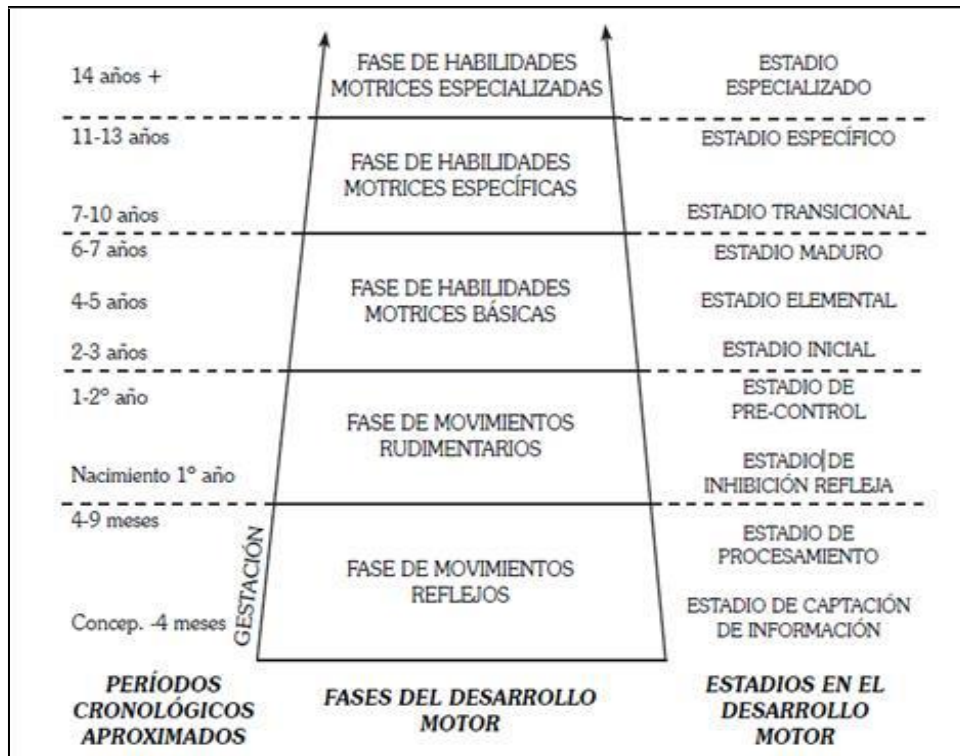 14 años +
FASE DE HABILIDADES
MOTRICES ESPECIALIZADAS
ESTADIO
ESPECIALIZADO
11-13 años
FASE DE HABILIDADES
MOTRICES ESPECÍFICAS
ESTADIO ESPECÍFICO
7-10 años
ESTADIO TRANSICIONAL
6-7 años
ESTADIO MADURO
FASE DE HABILIDADES
MOTRICES BÁSICAS
4-5 años
ESTADIO ELEMENTAL
2-3 años
ESTADIO INICIAL
1-2º año
ESTADIO DE
PRE-CONTROL
FASE DE MOVIMIENTOS
RUDIMENTARIOS
Nacimiento 1º año
ESTADIO DE
INHIBICIÓN REFLEJA
4-9 meses
ESTADIO DE
PROCESAMIENTO
GESTACIÓN
FASE DE MOVIMIENTOS
REFLEJOS
Concep. -4 meses
ESTADIO DE CAPTACIÓN
DE INFORMACIÓN
PERÍODOS
CRONOLÓGICOS
APROXIMADOS
FASES DEL DESARROLLO
MOTOR
ESTADIOS EN EL
DESARROLLO
MOTOR